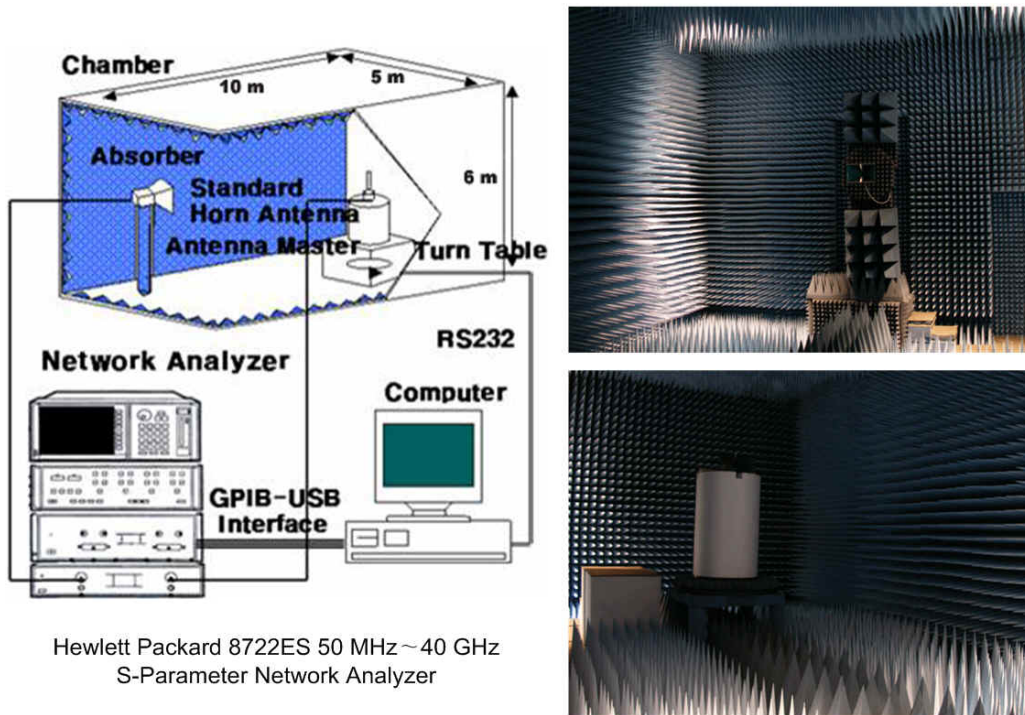 Chamber
10 m
5 m
Absorber
6 m
Standard
Horn Antenna
Antenna Master
Turn Table
RS232
Network Analyzer
Computer
GPIB-USB
Interface
Hewlett Packard 8722ES 50 MHz～40 GHz
S-Parameter Network Analyzer